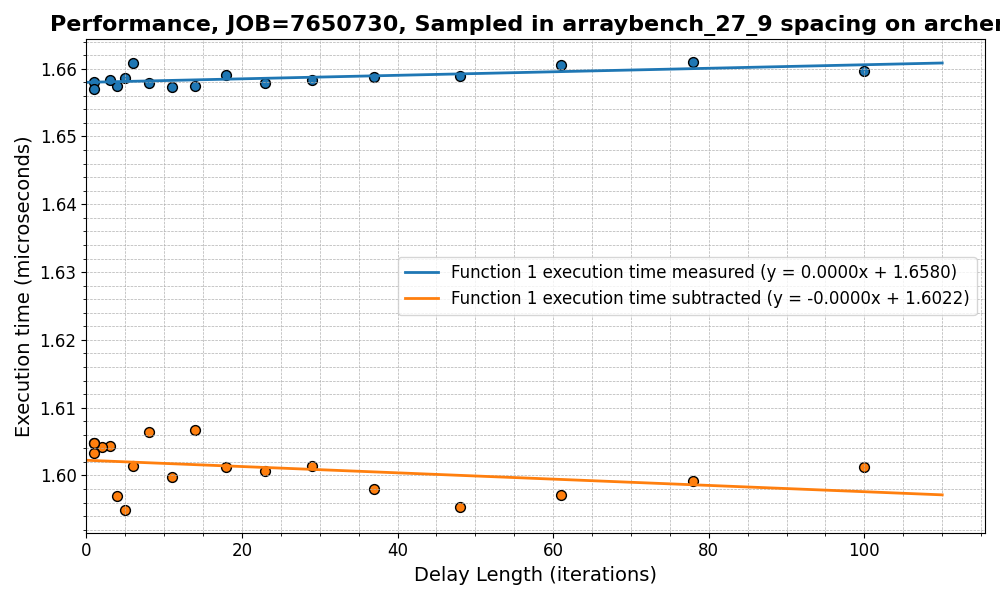 Performance, JOB=7650730, Sampled in arraybench_27_9 spacing on archer
Execution time (microseconds)
1.66
1.65
1.64
1.63
1.62
1.61
1.60
Function 1 execution time measured (y = 0.0000x + 1.6580)
Function 1 execution time subtracted (y = -0.0000x + 1.6022)
0 20 40 60 80 100
Delay Length (iterations)